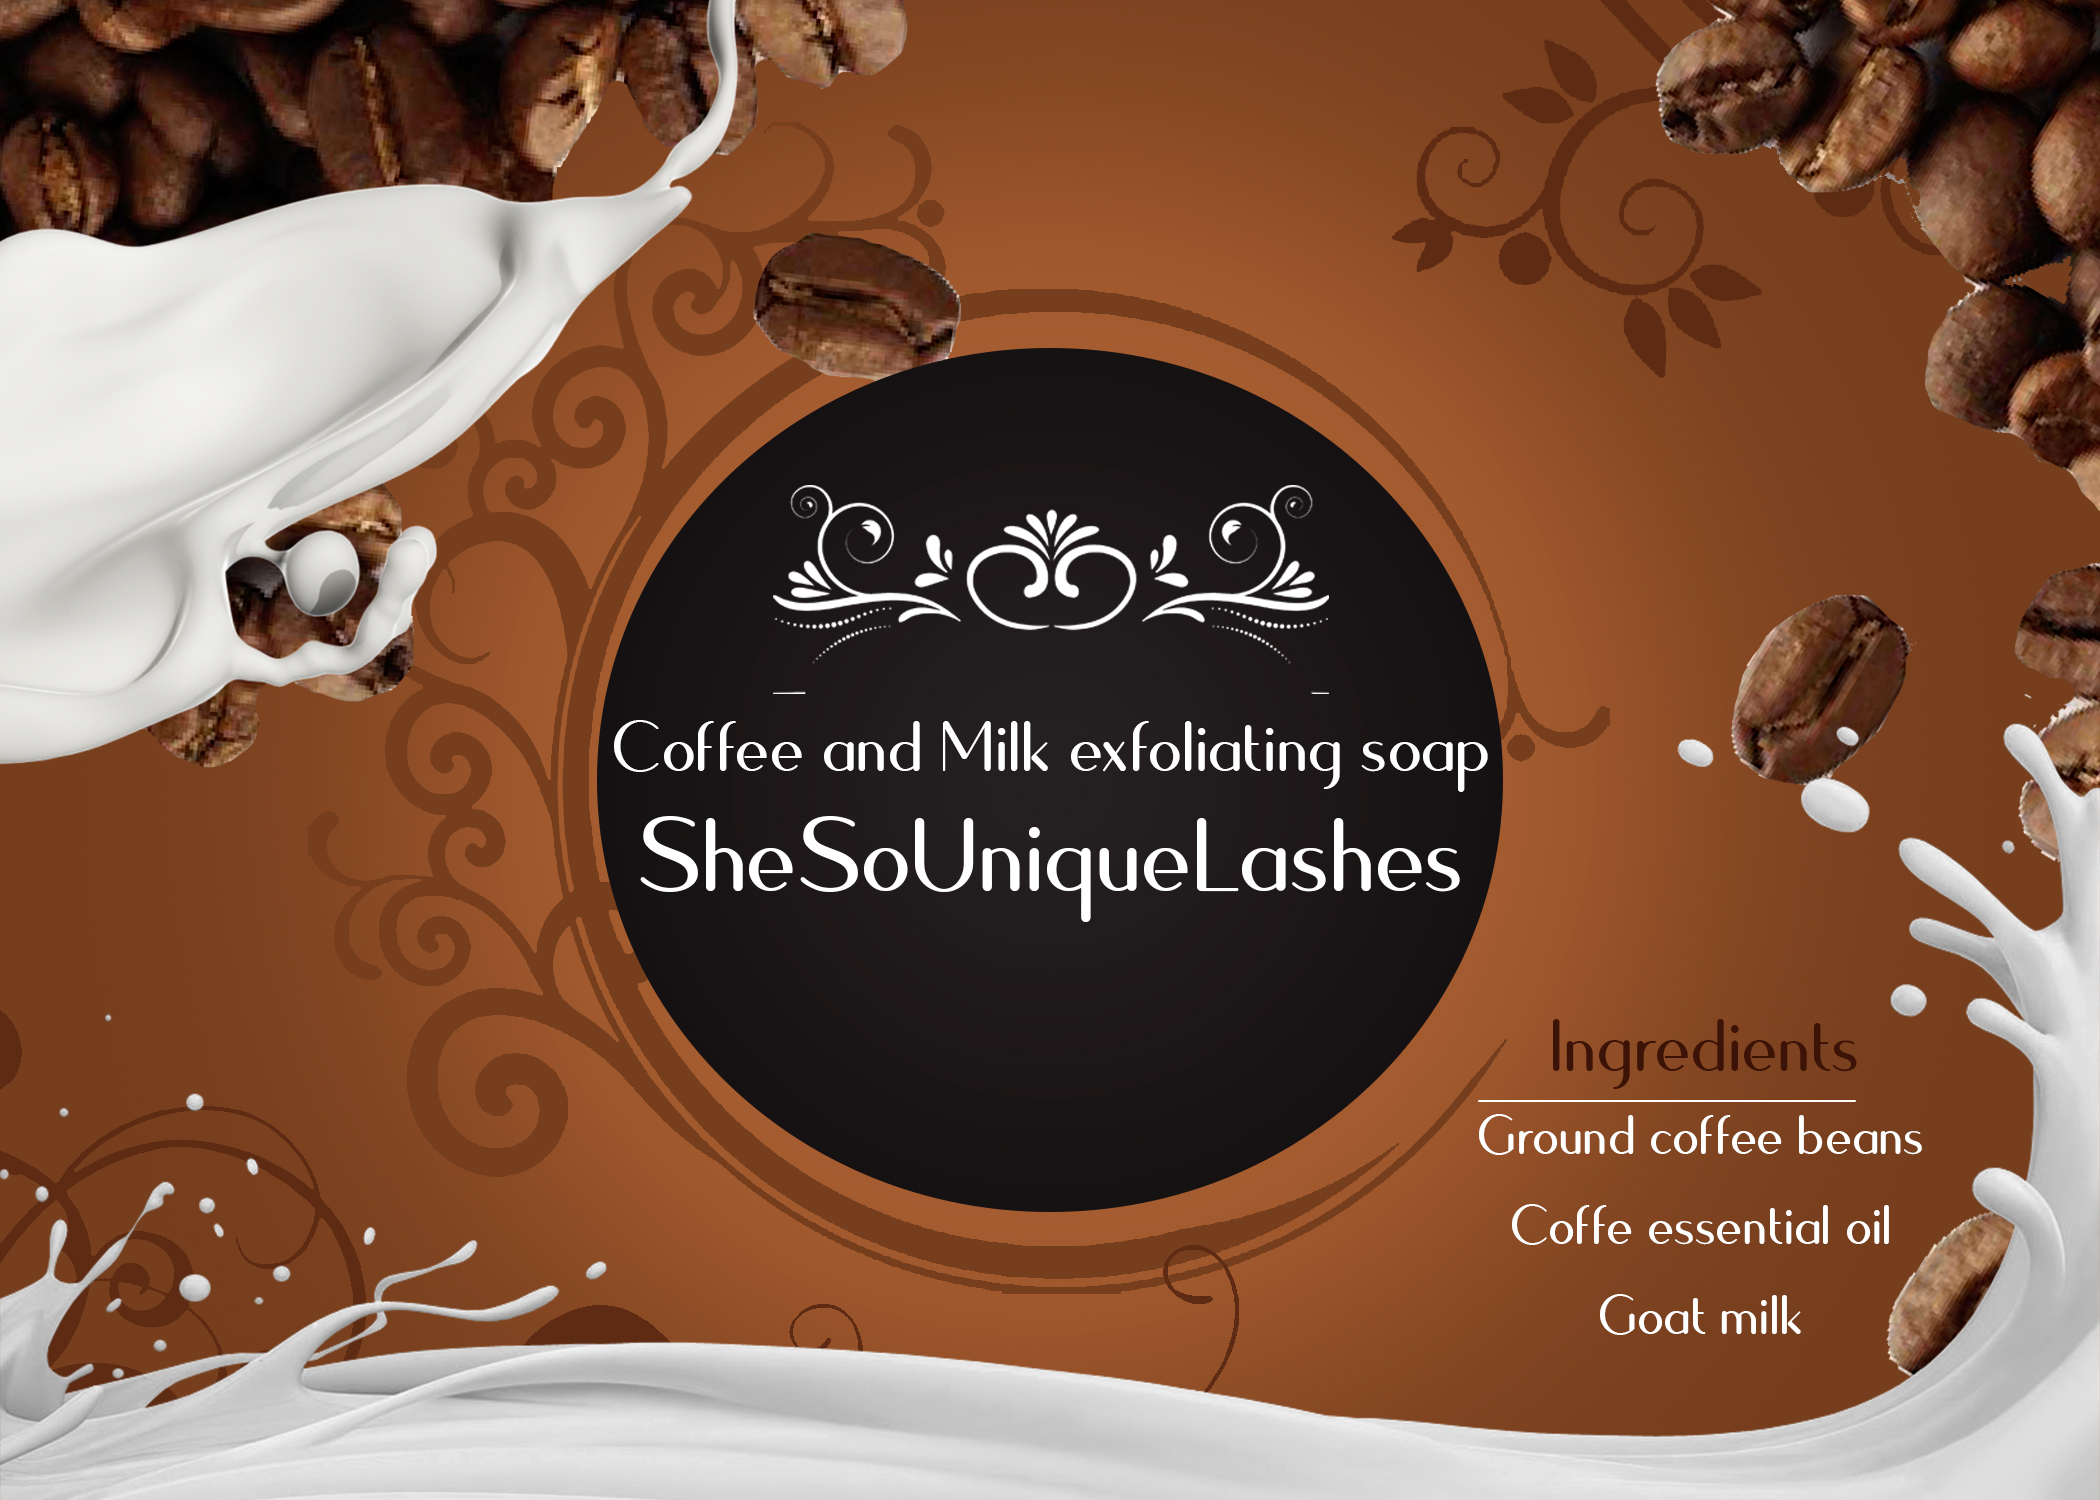 Coffee and Milk exfoliating soap
SheSoUniqueLashes
Ingredients
Ground coffee beans
Coffe essential oil
Goat milk